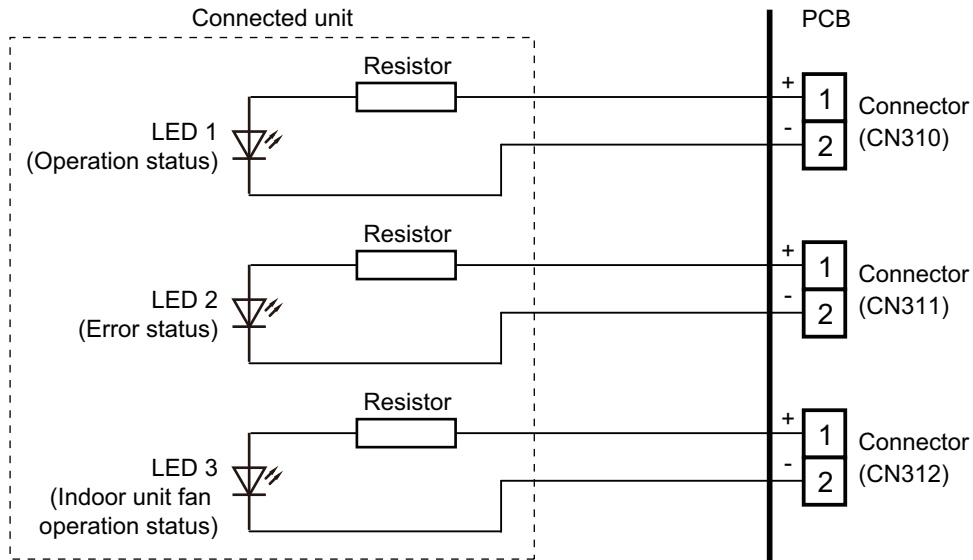 Connected unit
PCB
Resistor
LED 1
(Operation status)
+
1
-
2
Connector
(CN310)
Resistor
LED 2
(Error status)
+
1
-
2
Connector
(CN311)
Resistor
LED 3
(Indoor unit fan
operation status)
+
1
-
2
Connector
(CN312)